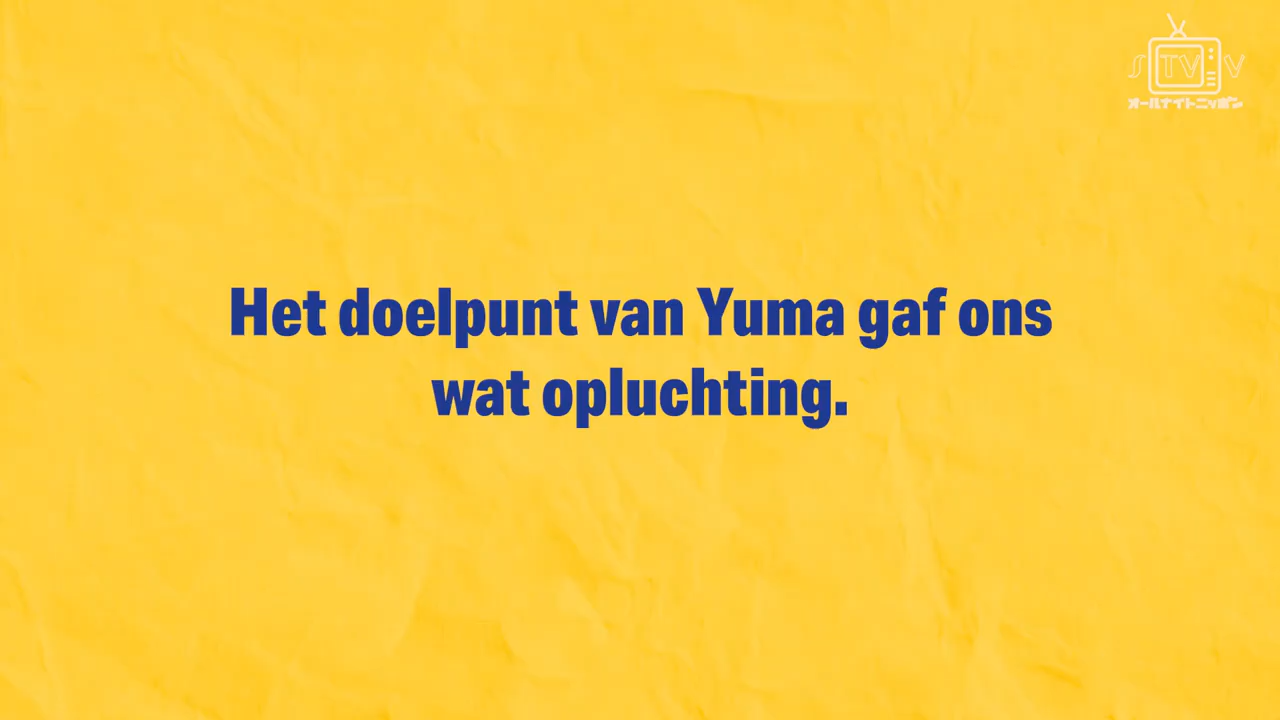 S TV V
オールナイトニッポン
Het doelpunt van Yuma gaf ons
wat opluchting.